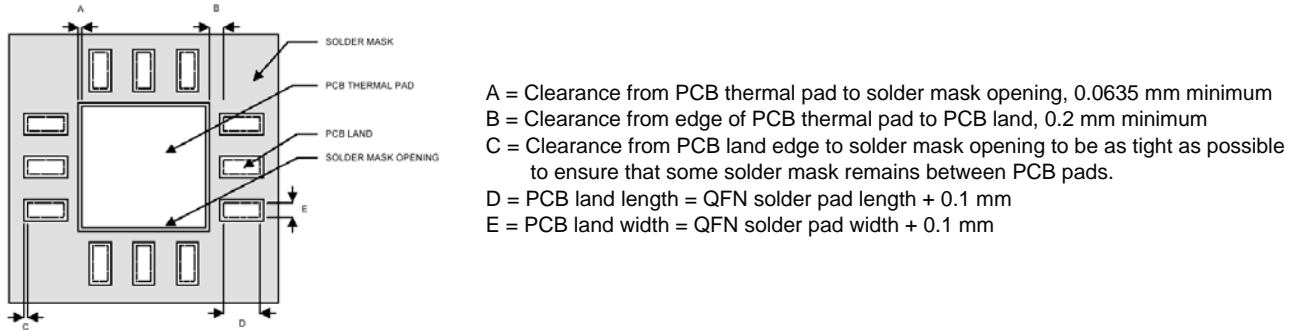 A
B
SOLDER MASK
PCB THERMAL PAD
PCB LAND
SOLDER MASK OPENING
E
C
D
A = Clearance from PCB thermal pad to solder mask opening, 0.0635 mm minimum
B = Clearance from edge of PCB thermal pad to PCB land, 0.2 mm minimum
C = Clearance from PCB land edge to solder mask opening to be as tight as possible
to ensure that some solder mask remains between PCB pads.
D = PCB land length = QFN solder pad length + 0.1 mm
E = PCB land width = QFN solder pad width + 0.1 mm